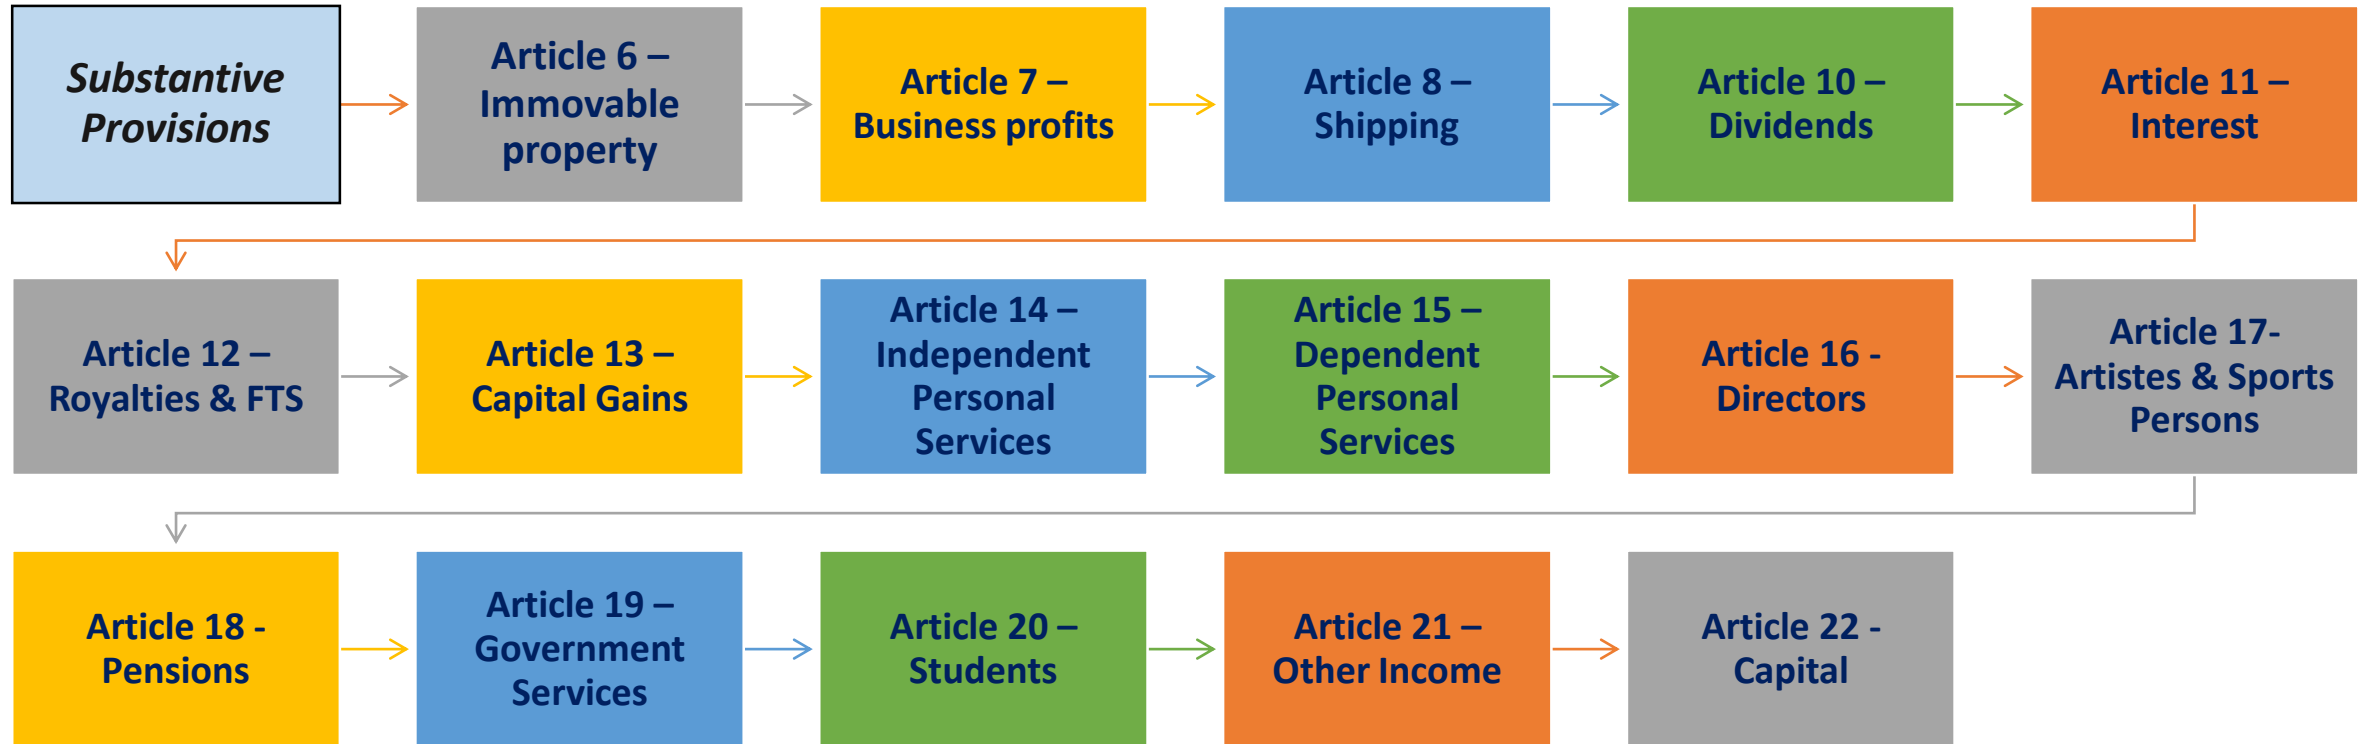 Substantive
Provisions
Article 6 –
Immovable
property
Article 7 –
Business profits
Article 8 –
Shipping
Article 10 –
Dividends
Article 11 –
Interest
Article 12 –
Royalties & FTS
Article 13 –
Capital Gains
Article 14 –
Independent
Personal
Services
Article 15 –
Dependent
Personal
Services
Article 16 -
Directors
Article 17-
Artistes & Sports
Persons
Article 18 -
Pensions
Article 19 –
Government
Services
Article 20 –
Students
Article 21 –
Other Income
Article 22 -
Capital